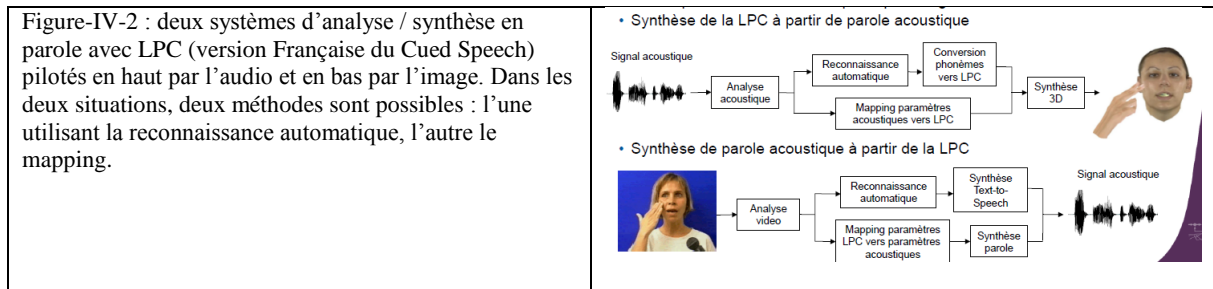 Figure-IV-2 : deux systèmes d'analyse / synthèse en
parole avec LPC (version Française du Cued Speech)
pilotés en haut par l'audio et en bas par l'image. Dans les
deux situations, deux méthodes sont possibles : l'une
utilisant la reconnaissance automatique, l'autre le
mapping.
• Synthèse de la LPC à partir de parole acoustique
Signal acoustique
Analyse
acoustique
Reconnaissance
automatique
Conversion
phonèmes
vers LPC
Mapping paramètres
acoustiques vers LPC
Synthèse
3D
• Synthèse de parole acoustique à partir de la LPC
Analyse
video
Reconnaissance
automatique
Synthèse
Text-to-
Speech
Mapping paramètres
LPC vers paramètres
acoustiques
Synthèse
parole
Signal acoustique